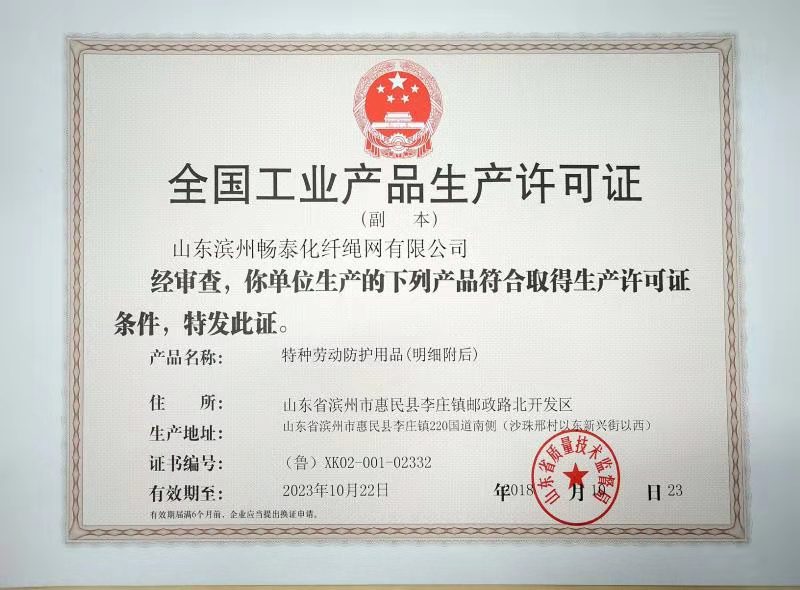 全国工业产品生产许可证
(副 本)
山东滨州畅泰化纤绳网有限公司
经审查，你单位生产的下列产品符合取得生产许可证
条件，特发此证。
产品名称： 特种劳动防护用品(明细附后)
住 所： 山东省滨州市惠民县李庄镇邮政路北开发区
生产地址： 山东省滨州市惠民县李庄镇220国道南侧（沙珠邢村以东新兴街以西）
证书编号： （鲁）XK02-001-02332
有效期至： 2023年10月22日 年2018 月10 日 23
有效期届满6个月前，企业应当提出换证申请。
山东省质量技术监督局